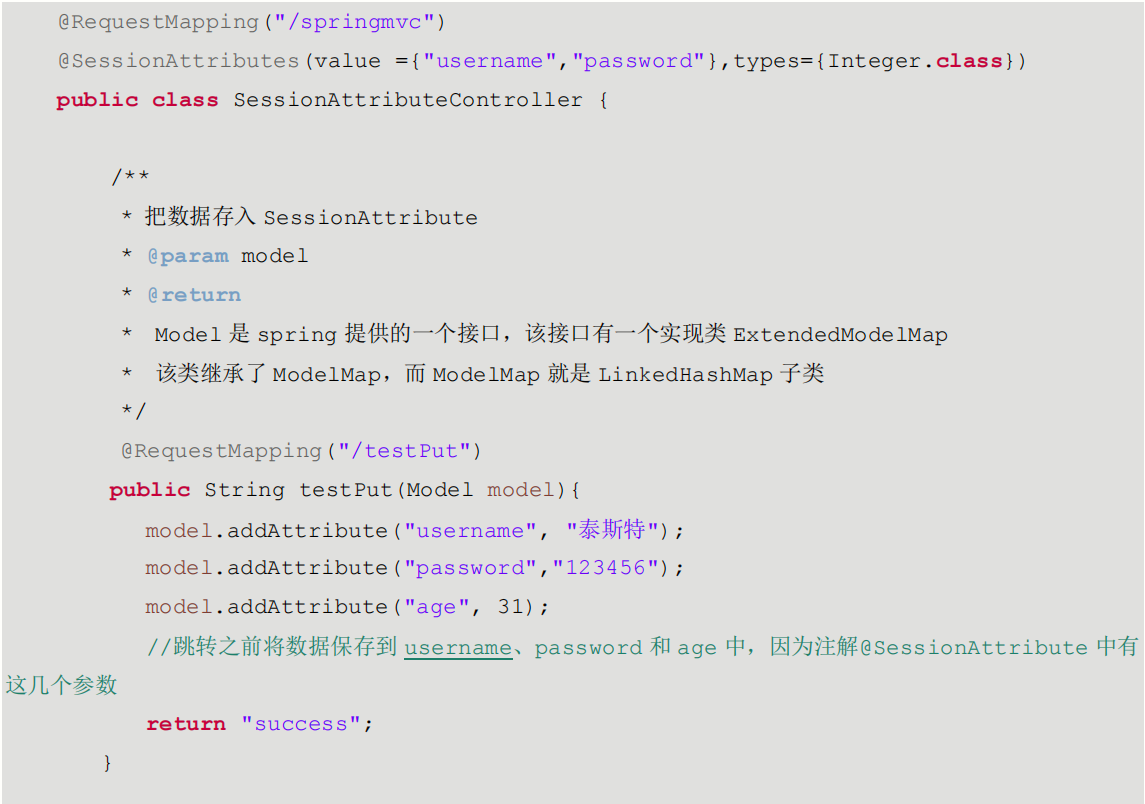 @RequestMapping("/springmvc")
@SessionAttributes(value ={"username","password"},types={Integer.class})
public class SessionAttributeController {
/**
* 把数据存入 SessionAttribute
* @param model
* @return
* Model 是 spring 提供的一个接口，该接口有一个实现类 ExtendedModelMap
* 该类继承了 ModelMap，而 ModelMap 就是 LinkedHashMap 子类
*/
@RequestMapping("/testPut")
public String testPut(Model model){
model.addAttribute("username", "泰斯特");
model.addAttribute("password","123456");
model.addAttribute("age", 31);
//跳转之前将数据保存到 username、password 和 age 中，因为注解@SessionAttribute 中有
这几个参数
return "success";
}